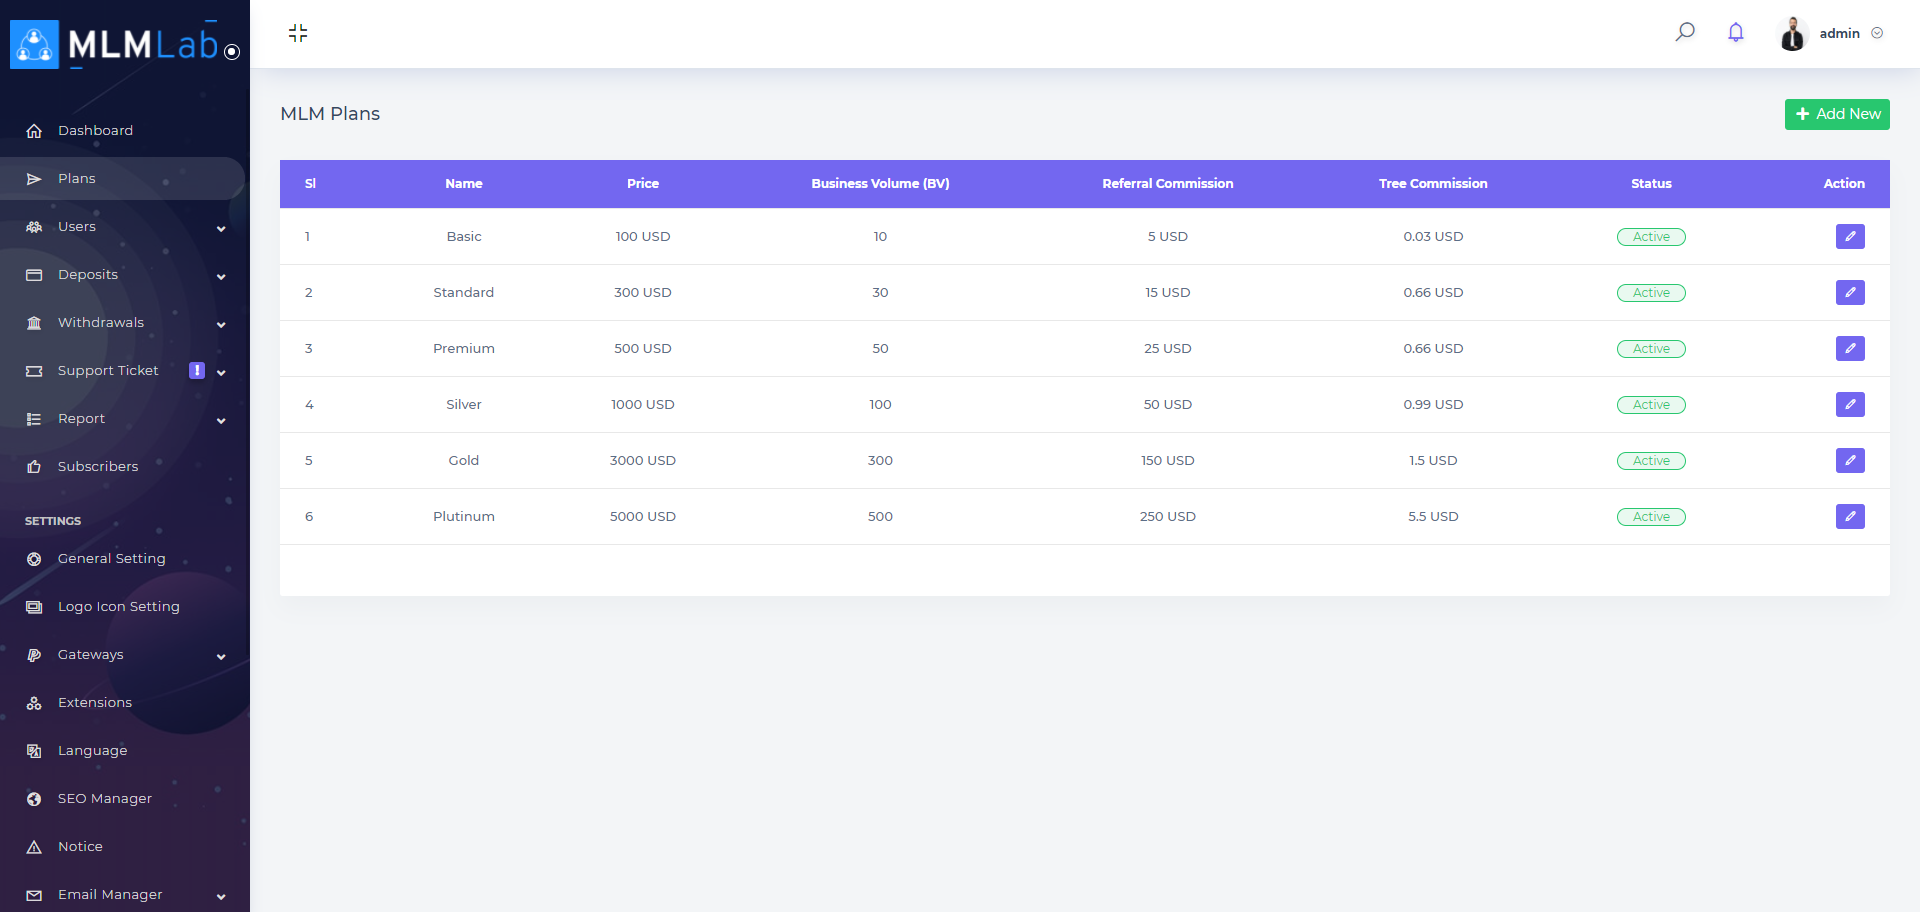 MLMLab
admin
Dashboard
Plans
Users
Deposits
Withdrawals
Support Ticket !
Report
Subscribers
SETTINGS
General Setting
Logo Icon Setting
Gateways
Extensions
Language
SEO Manager
Notice
Email Manager
MLM Plans
Add New
Sl Name Price Business Volume (BV) Referral Commission Tree Commission Status Action
1 Basic 100 USD 10 5 USD 0.03 USD Active
2 Standard 300 USD 30 15 USD 0.66 USD Active
3 Premium 500 USD 50 25 USD 0.66 USD Active
4 Silver 1000 USD 100 50 USD 0.99 USD Active
5 Gold 3000 USD 300 150 USD 1.5 USD Active
6 Plutinum 5000 USD 500 250 USD 5.5 USD Active